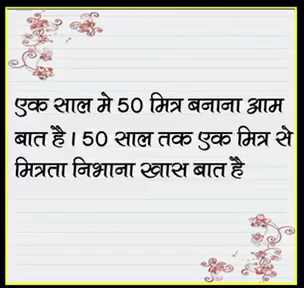 एक साल मे 50 मित्र बनाना आम
बात है। 50 साल तक एक मित्र से
मित्रता निभाना खास बात है